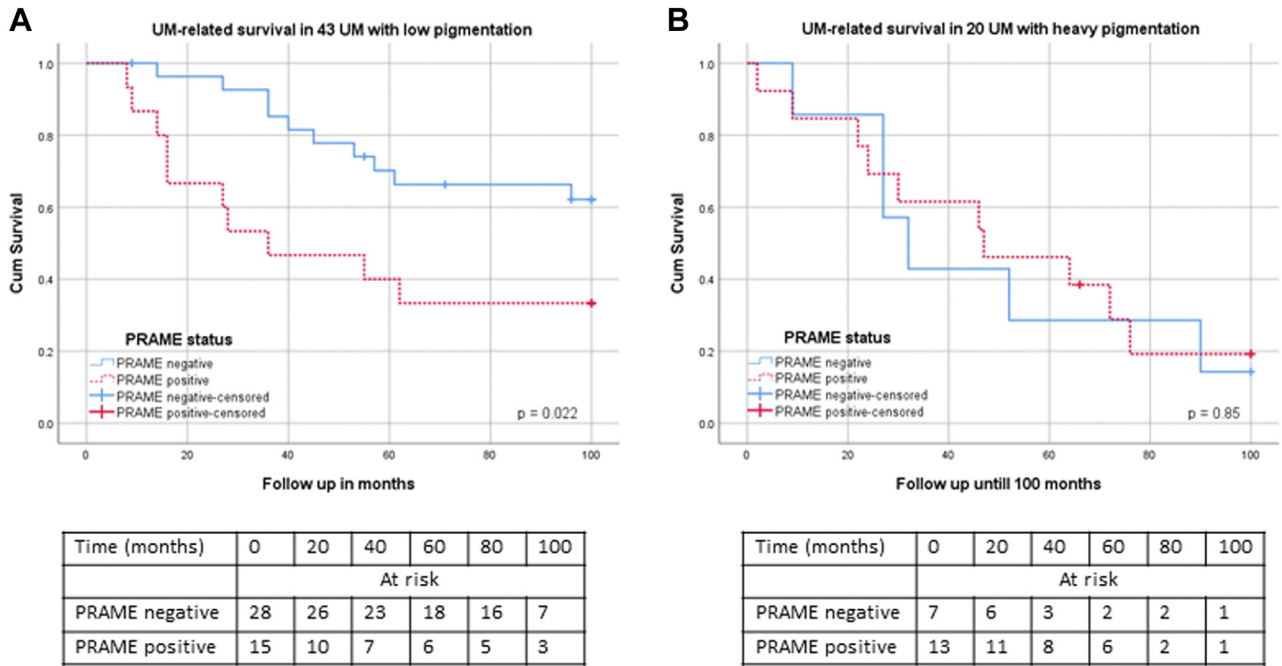 A
UM-related survival in 43 UM with low pigmentation
Cum Survival
1.0
0.8
0.6
0.4
0.2
0.0
PRAME status
PRAME negative
PRAME positive
PRAME negative-censored
PRAME positive-censored
p = 0.022
0 20 40 60 80 100
Follow up in months
Time (months) 0 20 40 60 80 100
At risk
PRAME negative 28 26 23 18 16 7
PRAME positive 15 10 7 6 5 3
B
UM-related survival in 20 UM with heavy pigmentation
Cum Survival
1.0
0.8
0.6
0.4
0.2
0.0
PRAME status
PRAME negative
PRAME positive
PRAME negative-censored
PRAME positive-censored
p = 0.85
0 20 40 60 80 100
Follow up untill 100 months
Time (months) 0 20 40 60 80 100
At risk
PRAME negative 7 6 3 2 2 1
PRAME positive 13 11 8 6 2 1